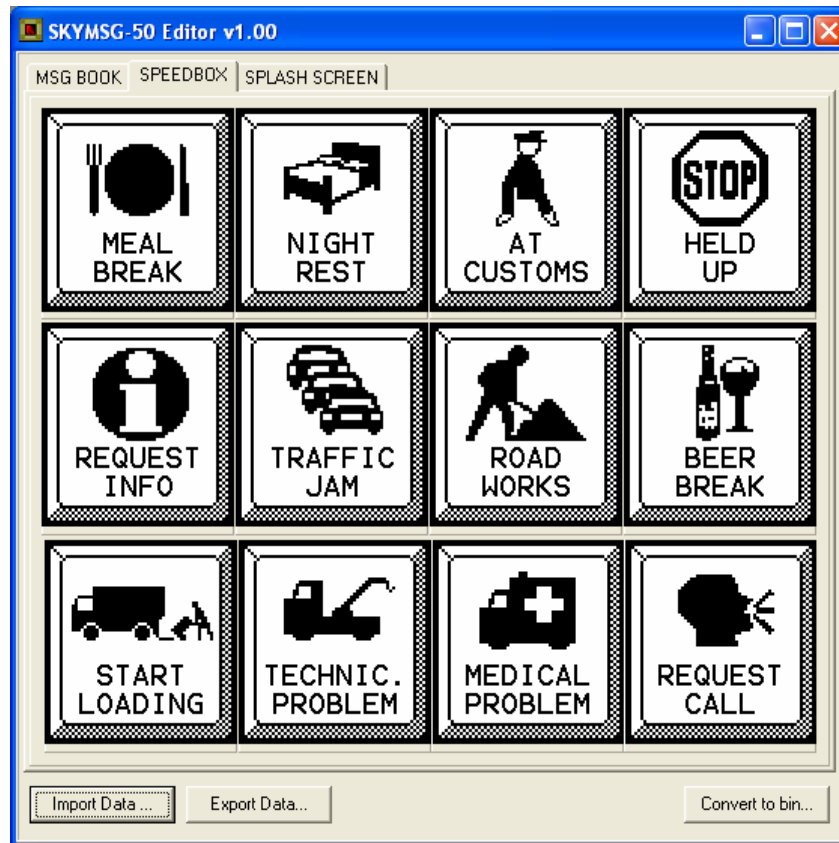 SKYMSG-50 Editor v1.00
MSG BOOK SPEEDBOX SPLASH SCREEN
MEAL
BREAK
NIGHT
REST
AT
CUSTOMS
STOP
HELD
UP
REQUEST
INFO
TRAFFIC
JAM
ROAD
WORKS
BEER
BREAK
START
LOADING
TECHNIC.
PROBLEM
MEDICAL
PROBLEM
REQUEST
CALL
Import Data ... Export Data... Convert to bin...